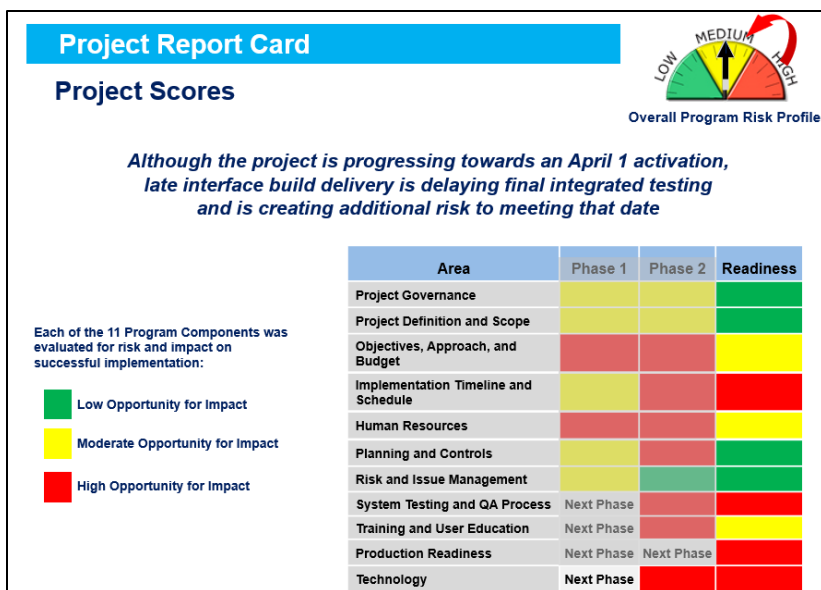 Project Report Card
LOW
MEDIUM
HIGH
Overall Program Risk Profile
Project Scores
Although the project is progressing towards an April 1 activation,
late interface build delivery is delaying final integrated testing
and is creating additional risk to meeting that date
Each of the 11 Program Components was
evaluated for risk and impact on
successful implementation:
Low Opportunity for Impact
Moderate Opportunity for Impact
High Opportunity for Impact
Area Phase 1 Phase 2 Readiness
Project Governance
Project Definition and Scope
Objectives, Approach, and
Budget
Implementation Timeline and
Schedule
Human Resources
Planning and Controls
Risk and Issue Management
System Testing and QA Process Next Phase
Training and User Education Next Phase
Production Readiness Next Phase Next Phase
Technology Next Phase